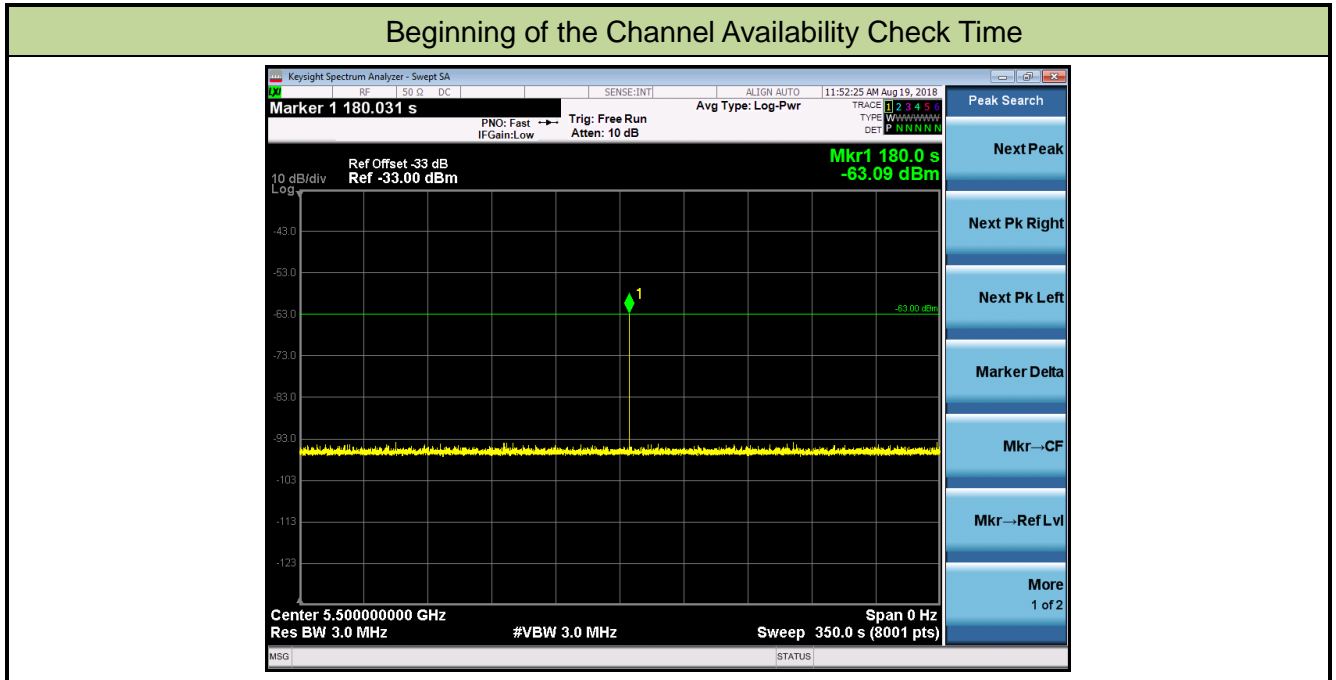 Beginning of the Channel Availability Check Time
Keysight Spectrum Analyzer - Swept SA
LXI RF 50 Ω DC SENSE:INT ALIGN AUTO 11:52:25 AM Aug 19, 2018
Marker 1 180.031 s
PNO: Fast
IFGain:Low
Trig: Free Run
Atten: 10 dB
Avg Type: Log-Pwr
TRACE 1 2 3 4 5 6
TYPE WWWWWW
DET P N N N N N
Peak Search
Ref Offset -33 dB
10 dB/div Ref -33.00 dBm
Log
Mkr1 180.0 s
-63.09 dBm
-43.0
-53.0
-63.0
-73.0
-83.0
-93.0
-103
-113
-123
1
-63.00 dBm
Center 5.500000000 GHz
Span 0 Hz
Res BW 3.0 MHz
#VBW 3.0 MHz
Sweep 350.0 s (8001 pts)
Next Peak
Next Pk Right
Next Pk Left
Marker Delta
Mkr→CF
Mkr→Ref Lvl
More
1 of 2
MSG
STATUS